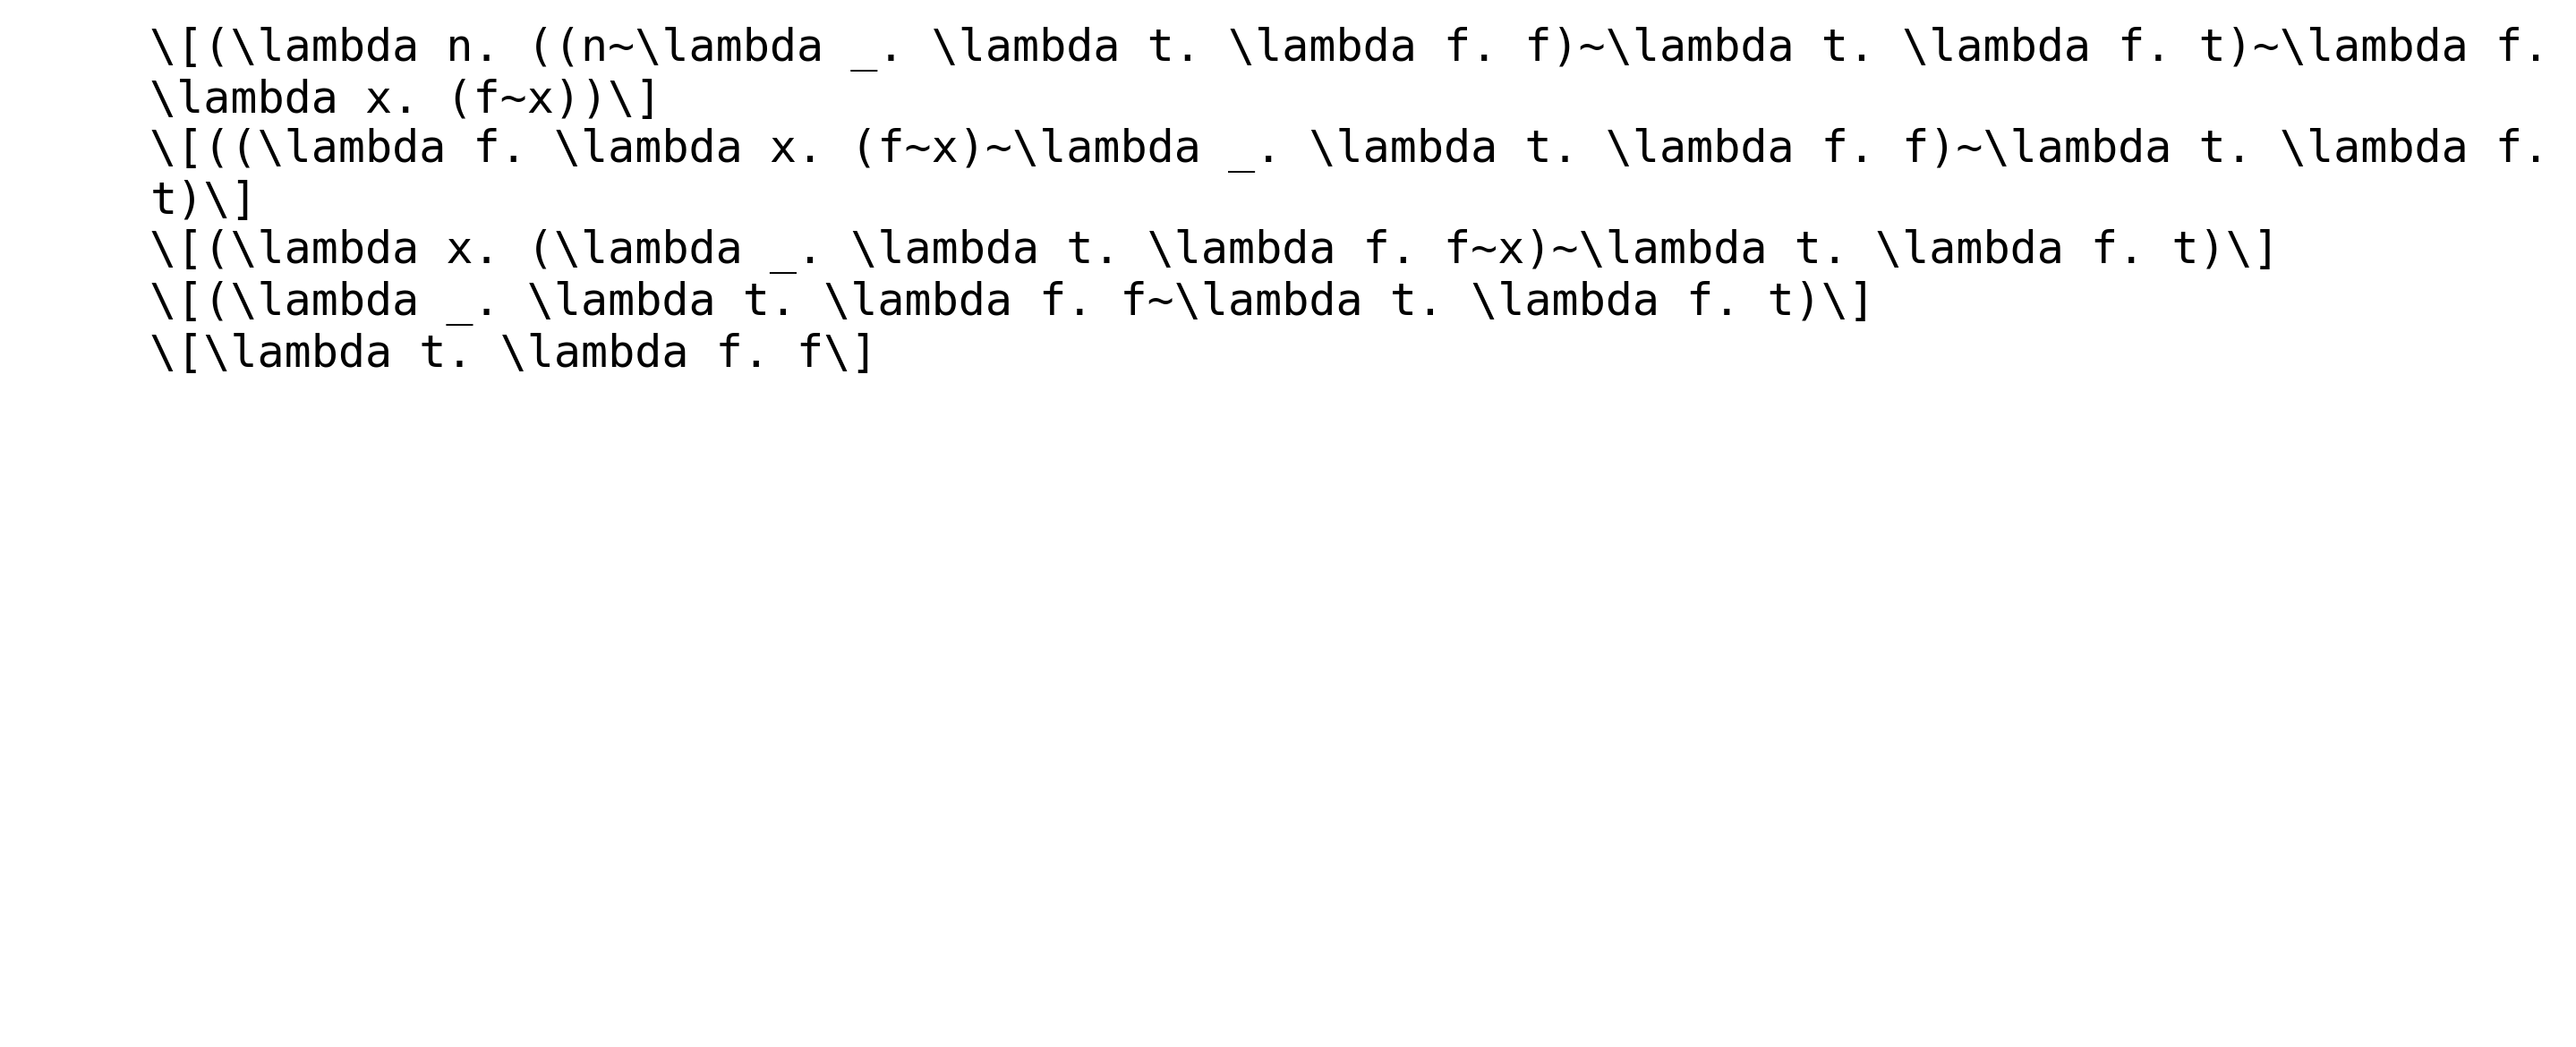 \[(\lambda n. ((n~\lambda _. \lambda t. \lambda f. f)~\lambda t. \lambda f. t)~\lambda f.
\lambda x. (f~x))\]
\[((\lambda f. \lambda x. (f~x)~\lambda _. \lambda t. \lambda f. f)~\lambda t. \lambda f.
t)\]
\[(\lambda x. (\lambda _. \lambda t. \lambda f. f~x)~\lambda t. \lambda f. t)\]
\[(\lambda _. \lambda t. \lambda f. f~\lambda t. \lambda f. t)\]
\[\lambda t. \lambda f. f\]